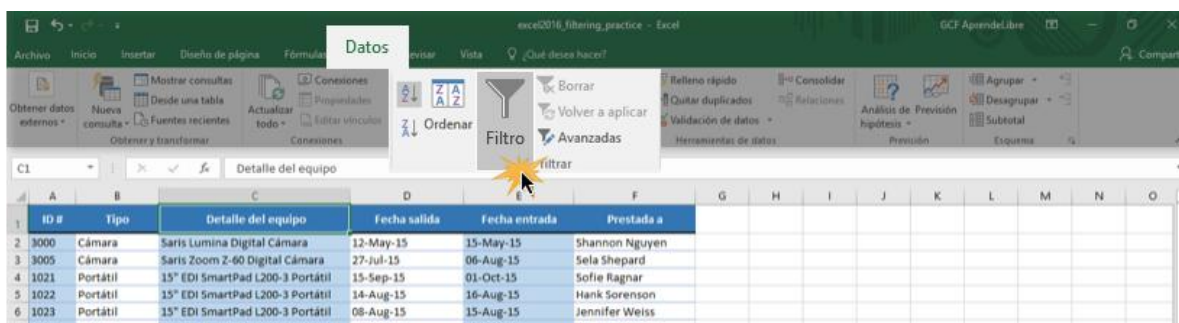 excel2016_filtering_practice - Excel
GCF AprendeLibre
Archivo Inicio Insertar Diseño de página Fórmulas Datos Revisar Vista ¿Qué desea hacer? Compart
Obtener datos externos
Nueva consulta
Mostrar consultas
Desde una tabla
Fuentes recientes
Obtener y transformar
Actualizar todo
Conexiones
Propiedades
Editar vínculos
Conexiones
Ordenar
Filtro
Borrar
Volver a aplicar
Avanzadas
filtrar
Relleno rápido
Quitar duplicados
Validación de datos
Herramientas de datos
Consolidar
Relaciones
Análisis de hipótesis
Previsión
Previsión
Agrupar
Desagrupar
Subtotal
Esquema
C1 fx Detalle del equipo
A B C D E F G H I J K L M N O
1 ID # Tipo Detalle del equipo Fecha salida Fecha entrada Prestada a
2 3000 Cámara Saris Lumina Digital Cámara 12-May-15 15-May-15 Shannon Nguyen
3 3005 Cámara Saris Zoom Z-60 Digital Cámara 27-Jul-15 06-Aug-15 Sela Shepard
4 1021 Portátil 15" EDI SmartPad L200-3 Portátil 15-Sep-15 01-Oct-15 Sofie Ragnar
5 1022 Portátil 15" EDI SmartPad L200-3 Portátil 14-Aug-15 16-Aug-15 Hank Sorenson
6 1023 Portátil 15" EDI SmartPad L200-3 Portátil 08-Aug-15 15-Aug-15 Jennifer Weiss